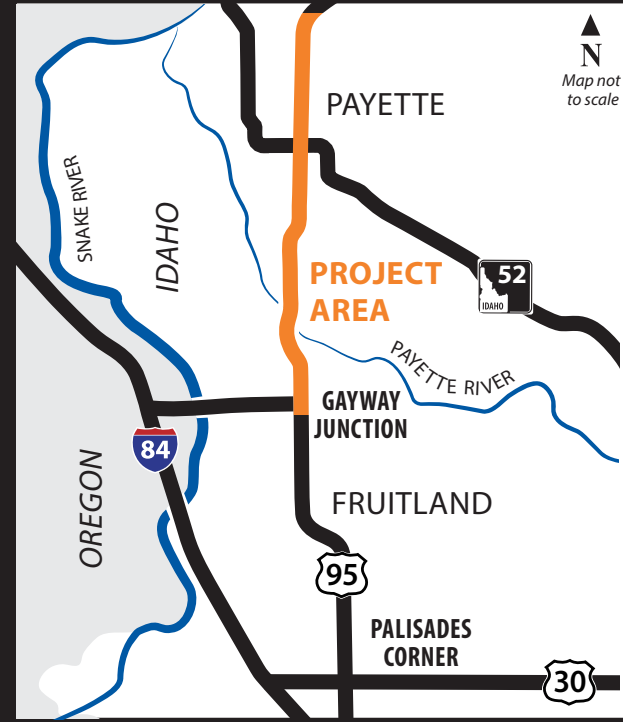 N
Map not
to scale
PAYETTE
SNAKE RIVER
IDAHO
52
IDAHO
PROJECT
AREA
PAYETTE RIVER
GAYWAY
JUNCTION
84
OREGON
FRUITLAND
95
PALISADES
CORNER
30